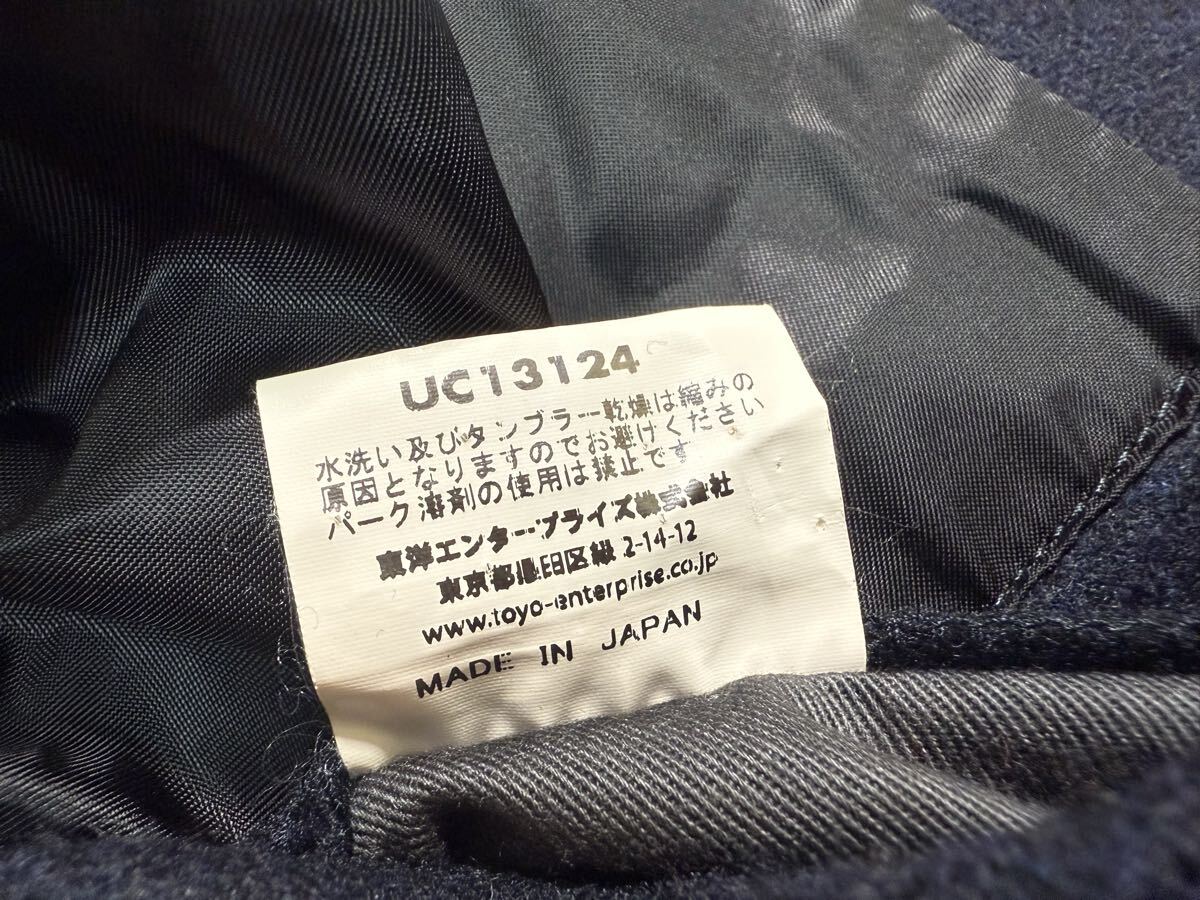 UC13124
水洗い及びタンブラー乾燥は縮みの
原因となりますのでお避けください
パーク溶剤の使用は禁止です
東洋エンタープライズ株式会社
東京都墨田区緑 2-14-12
www.toyo-enterprise.co.jp
MADE IN JAPAN